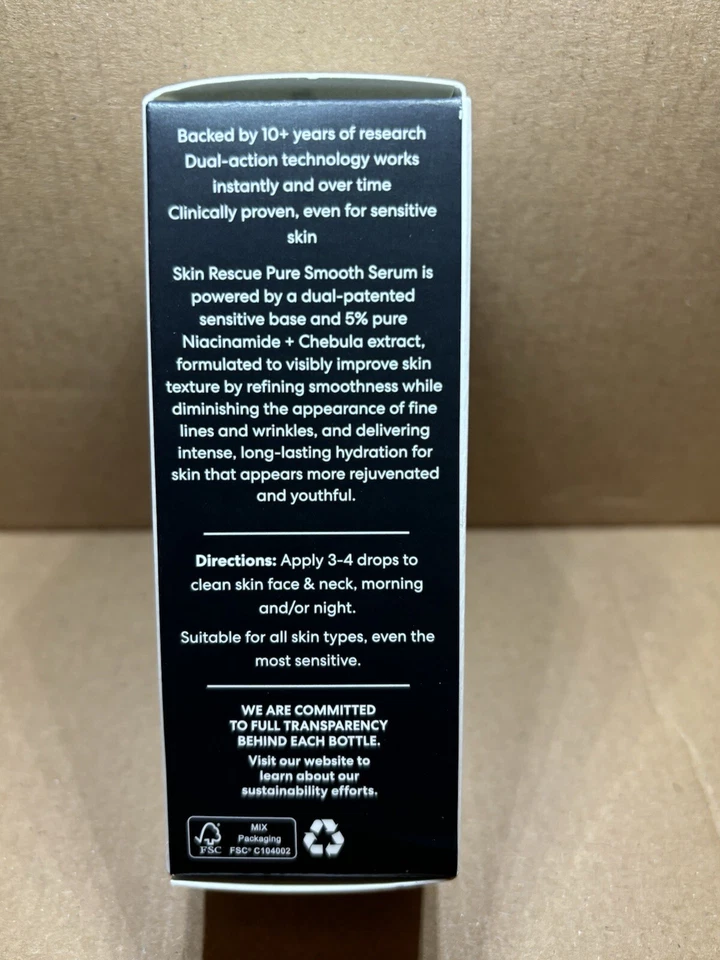 Backed by 10+ years of research
Dual-action technology works
instantly and over time
Clinically proven, even for sensitive
skin
Skin Rescue Pure Smooth Serum is
powered by a dual-patented
sensitive base and 5% pure
Niacinamide + Chebula extract,
formulated to visibly improve skin
texture by refining smoothness while
diminishing the appearance of fine
lines and wrinkles, and delivering
intense, long-lasting hydration for
skin that appears more rejuvenated
and youthful.
Directions: Apply 3-4 drops to
clean skin face & neck, morning
and/or night.
Suitable for all skin types, even the
most sensitive.
WE ARE COMMITTED
TO FULL TRANSPARENCY
BEHIND EACH BOTTLE.
Visit our website to
learn about our
sustainability efforts.
MIX
Packaging
FSC FSC® C104002